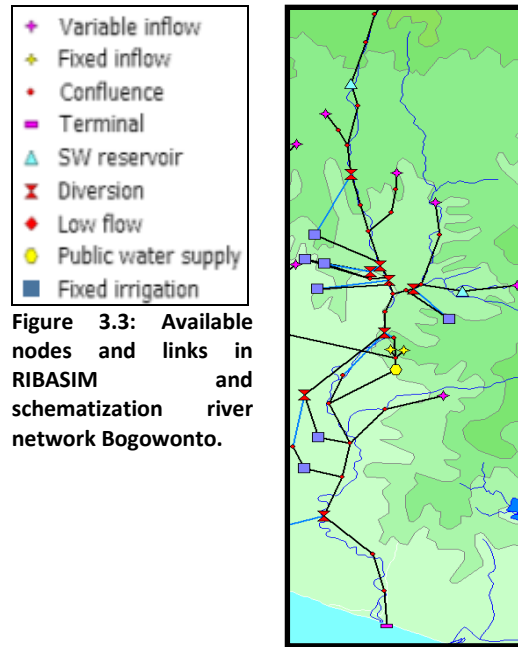 Variable inflow
Fixed inflow
Confluence
Terminal
SW reservoir
Diversion
Low flow
Public water supply
Fixed irrigation
Figure 3.3: Available
nodes and links in
RIBASIM and
schematization river
network Bogowonto.